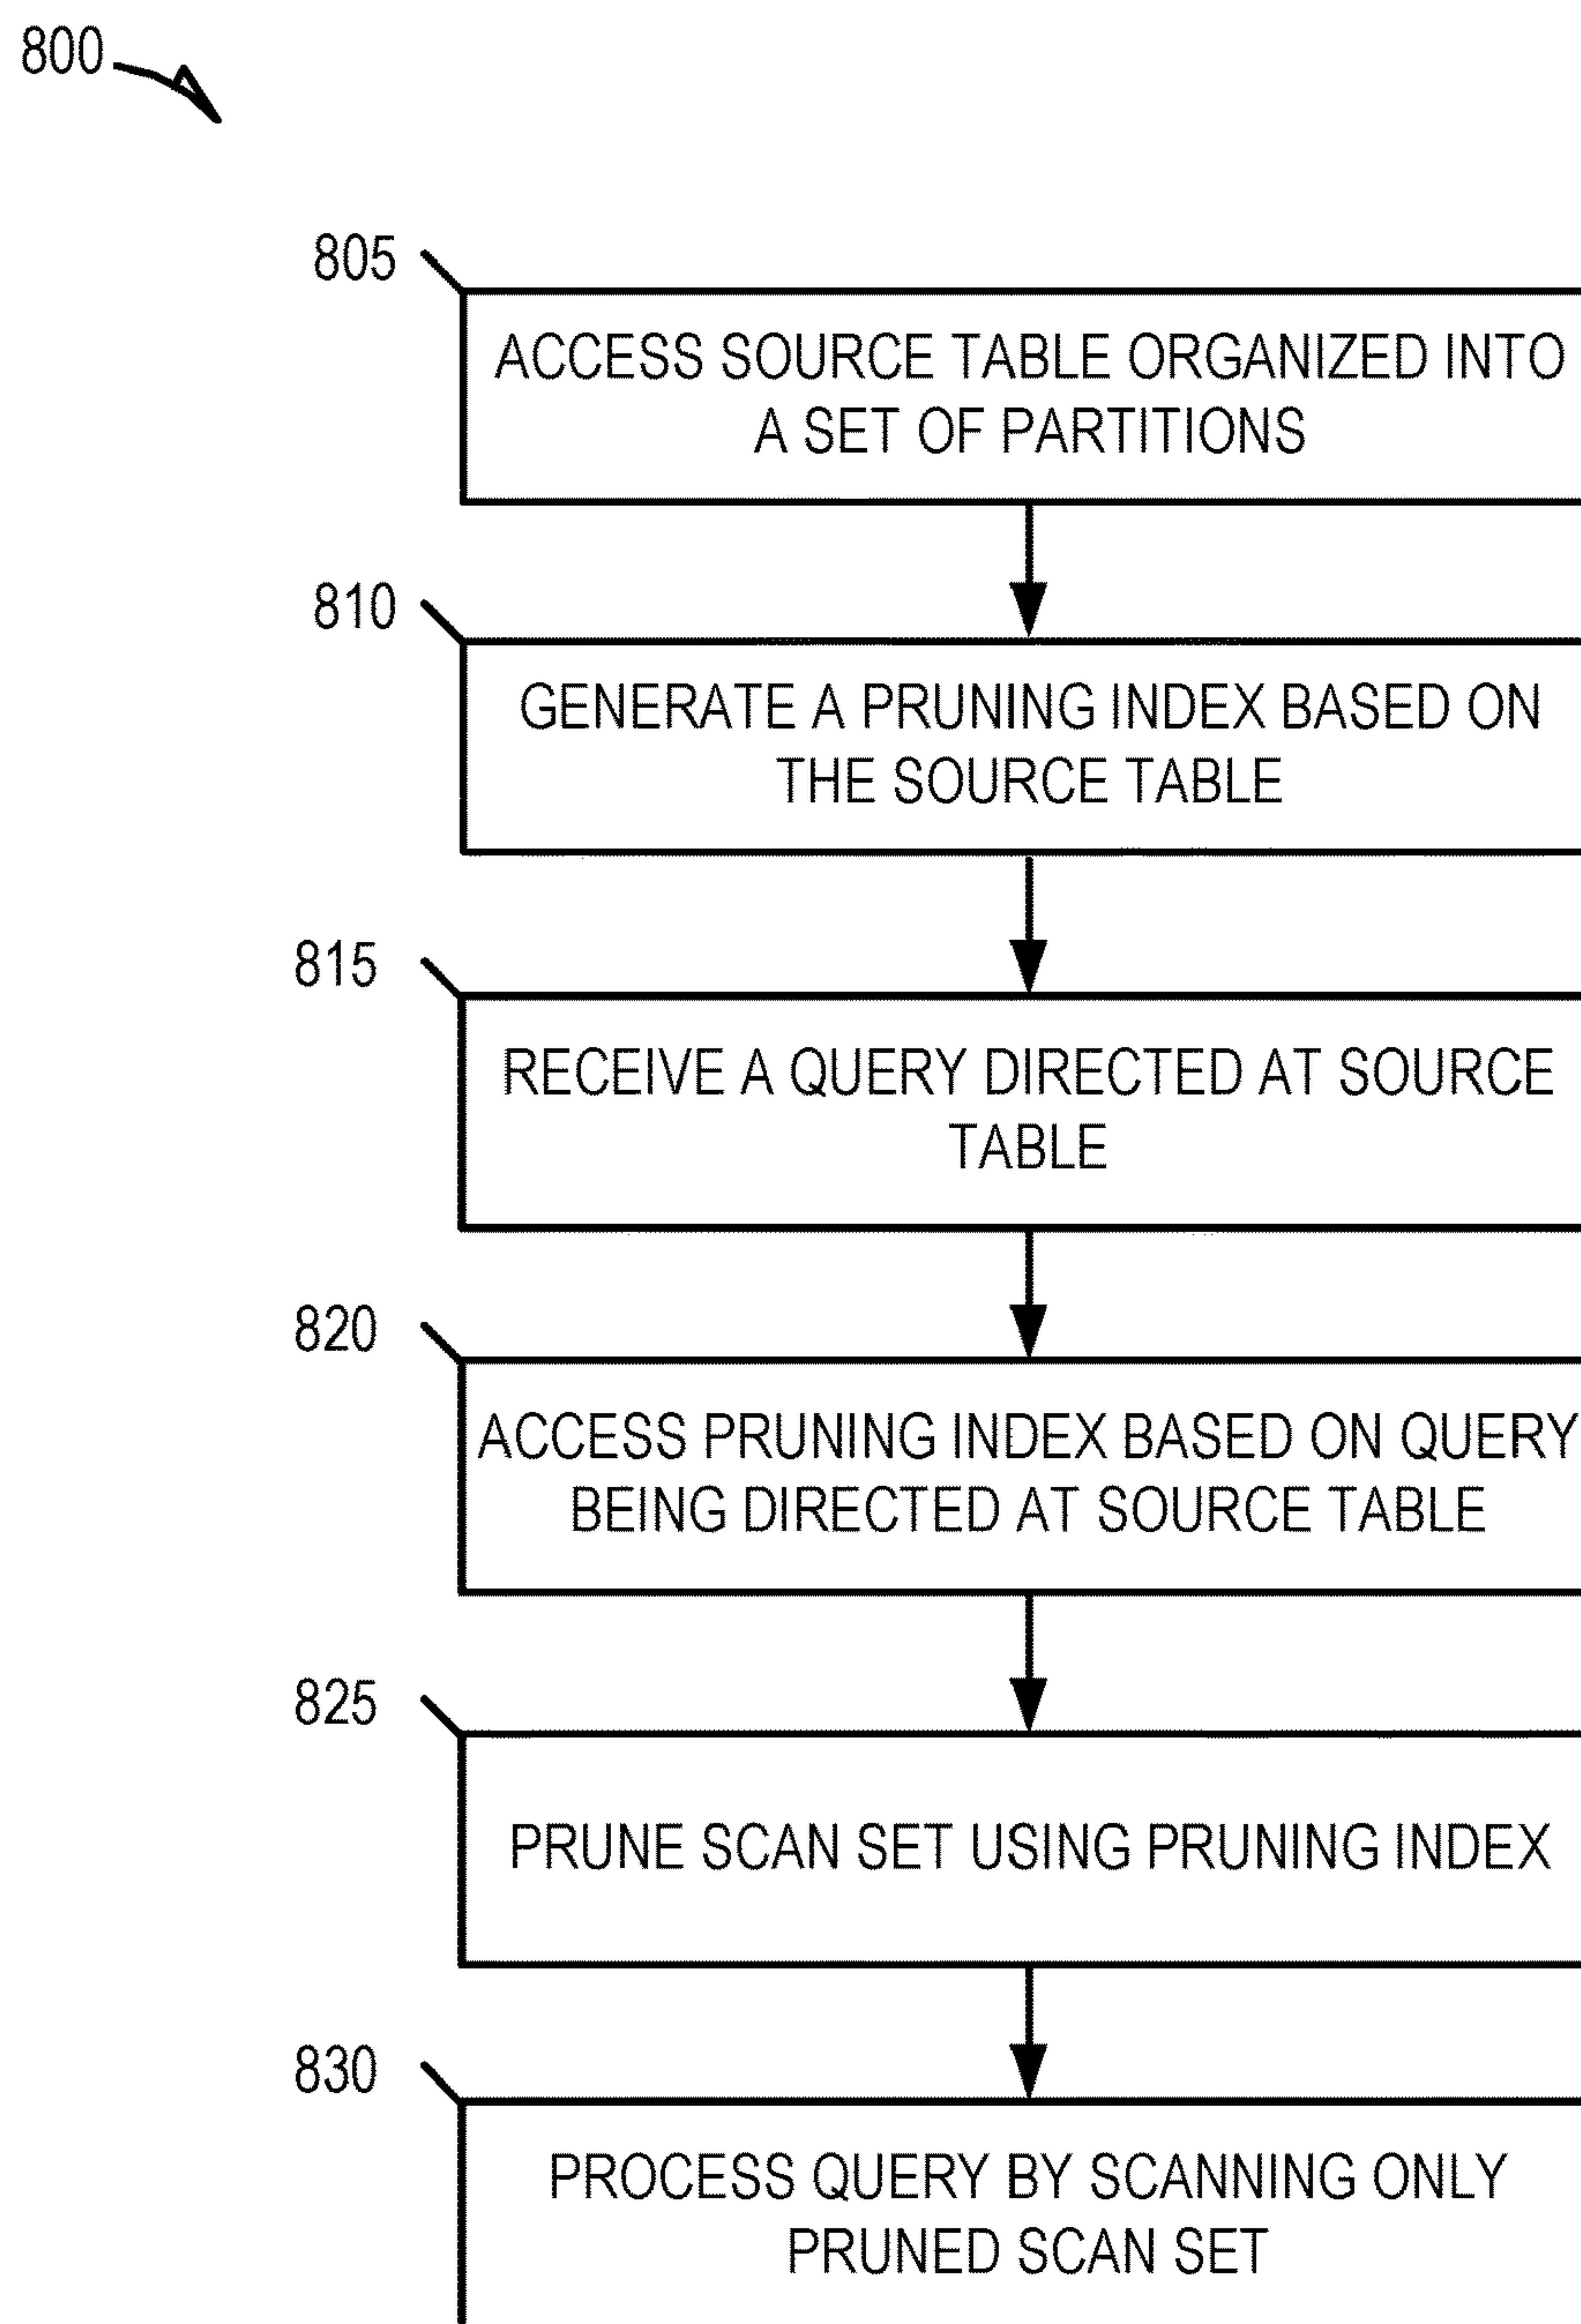 800
805
ACCESS SOURCE TABLE ORGANIZED INTO
A SET OF PARTITIONS
810
GENERATE A PRUNING INDEX BASED ON
THE SOURCE TABLE
815
RECEIVE A QUERY DIRECTED AT SOURCE
TABLE
820
ACCESS PRUNING INDEX BASED ON QUERY
BEING DIRECTED AT SOURCE TABLE
825
PRUNE SCAN SET USING PRUNING INDEX
830
PROCESS QUERY BY SCANNING ONLY
PRUNED SCAN SET